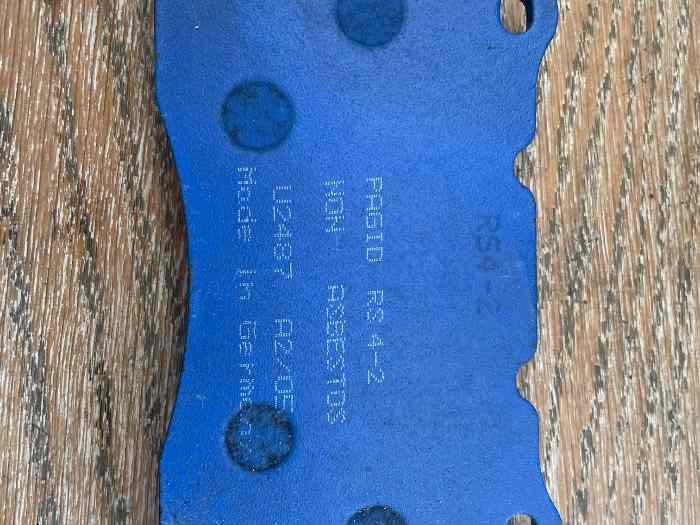 RS4-2
PAGID RS 4-2
NON ASBESTOS
U2487 A2/05
Made in Germany